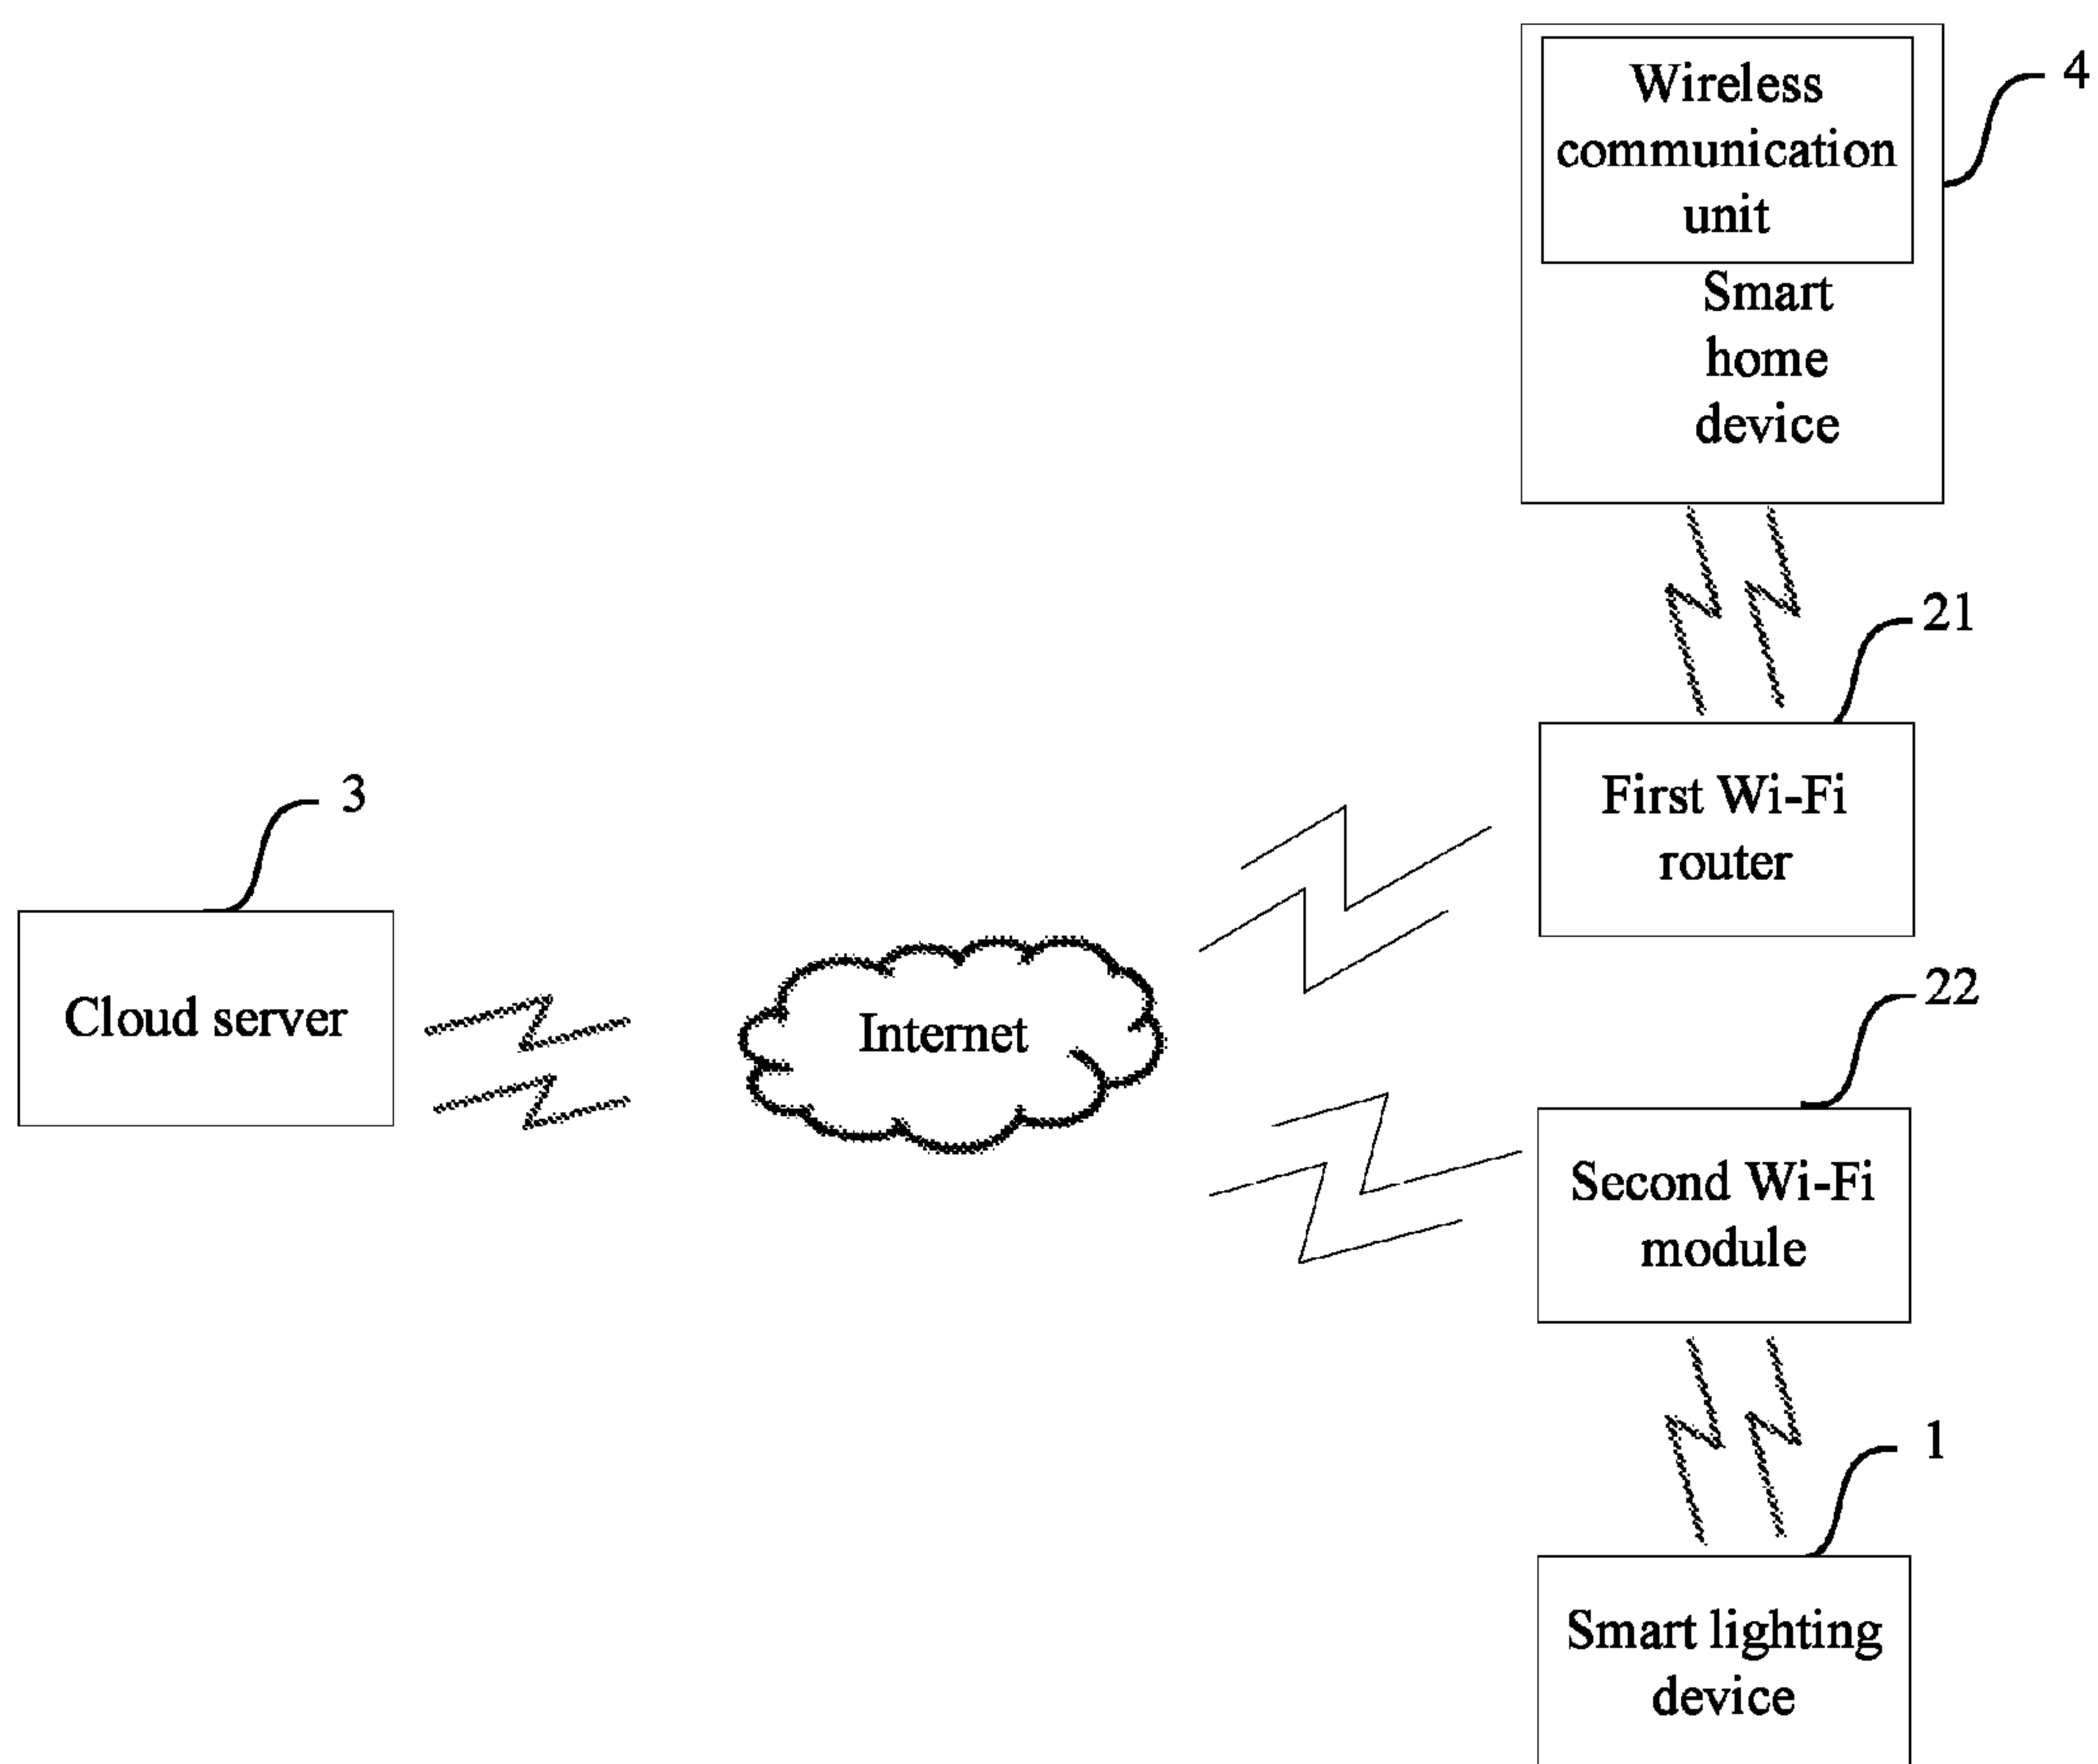 Wireless
communication
unit
Smart
home
device
4
21
First Wi-Fi
router
3
Cloud server
Internet
22
Second Wi-Fi
module
1
Smart lighting
device